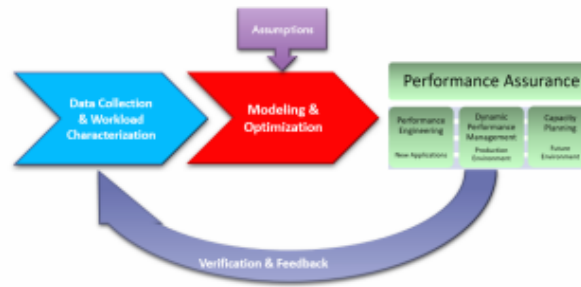 Assumptions
Data Collection
& Workload
Characterization
Modeling &
Optimization
Performance Assurance
Performance
Engineering
New Applications
Dynamic
Performance
Management
Production
Environment
Capacity
Planning
Future
Environment
Verification & Feedback